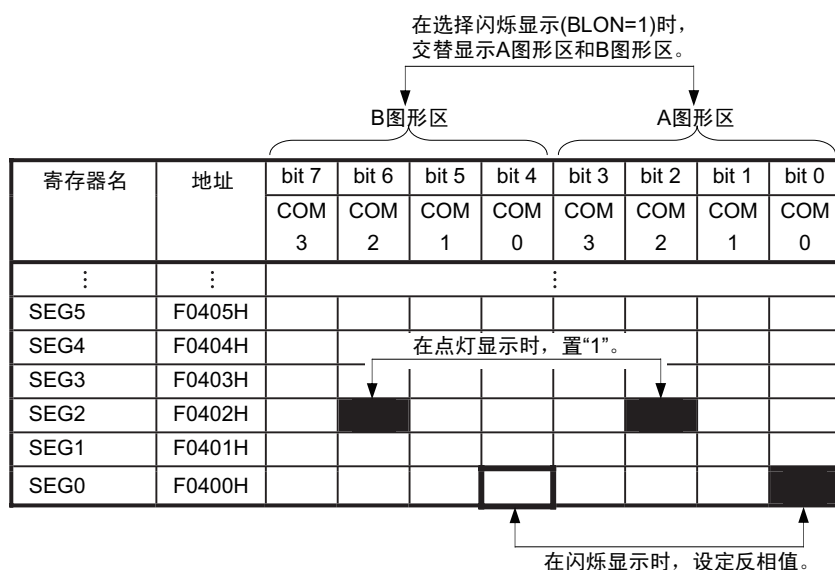 在选择闪烁显示(BLON=1)时，
交替显示A图形区和B图形区。
B图形区 A图形区
寄存器名 地址 bit 7 bit 6 bit 5 bit 4 bit 3 bit 2 bit 1 bit 0
COM COM COM COM COM COM COM COM
3 2 1 0 3 2 1 0
⋮ ⋮ ⋮
SEG5 F0405H
SEG4 F0404H 在点灯显示时，置“1”。
SEG3 F0403H
SEG2 F0402H
SEG1 F0401H
SEG0 F0400H
在闪烁显示时，设定反相值。